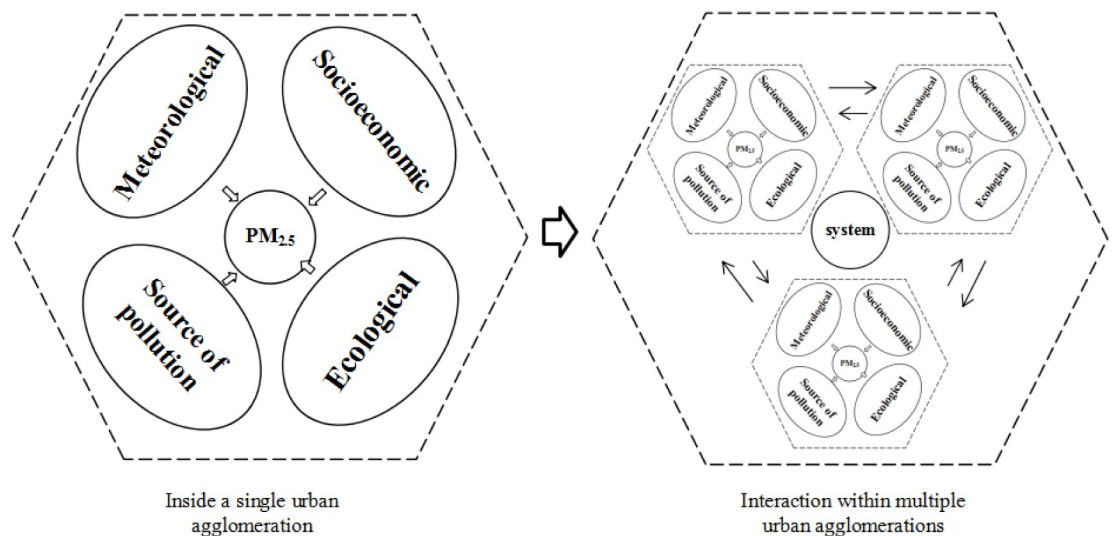 Meteorological
Socioeconomic
PM2.5
Source of
pollution
Ecological
Inside a single urban
agglomeration
Meteorological
Socioeconomic
PM2.5
Source of
pollution
Ecological
Meteorological
Socioeconomic
PM2.5
Source of
pollution
Ecological
system
Meteorological
Socioeconomic
PM2.5
Source of
pollution
Ecological
Interaction within multiple
urban agglomerations